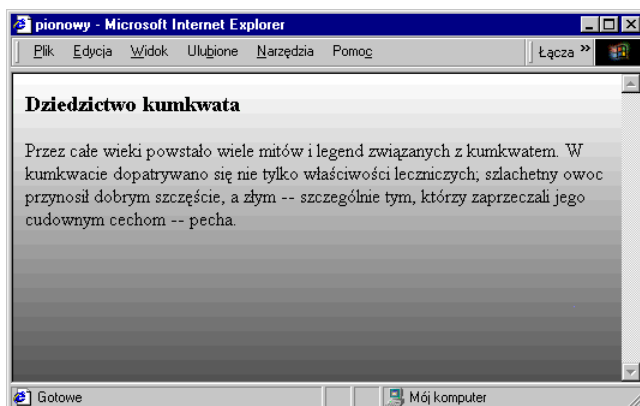 pionowy - Microsoft Internet Explorer
Plik Edycja Widok Ulubione Narzędzia Pomoc Łącza »
Dziedzictwo kumkwata
Przez całe wieki powstało wiele mitów i legend związanych z kumkwatem. W
kumkwacie dopatrywano się nie tylko właściwości leczniczych; szlachetny owoc
przynosił dobrym szczęście, a złym -- szczególnie tym, którzy zaprzeczali jego
cudownym cechom -- pecha.
Gotowe Mój komputer